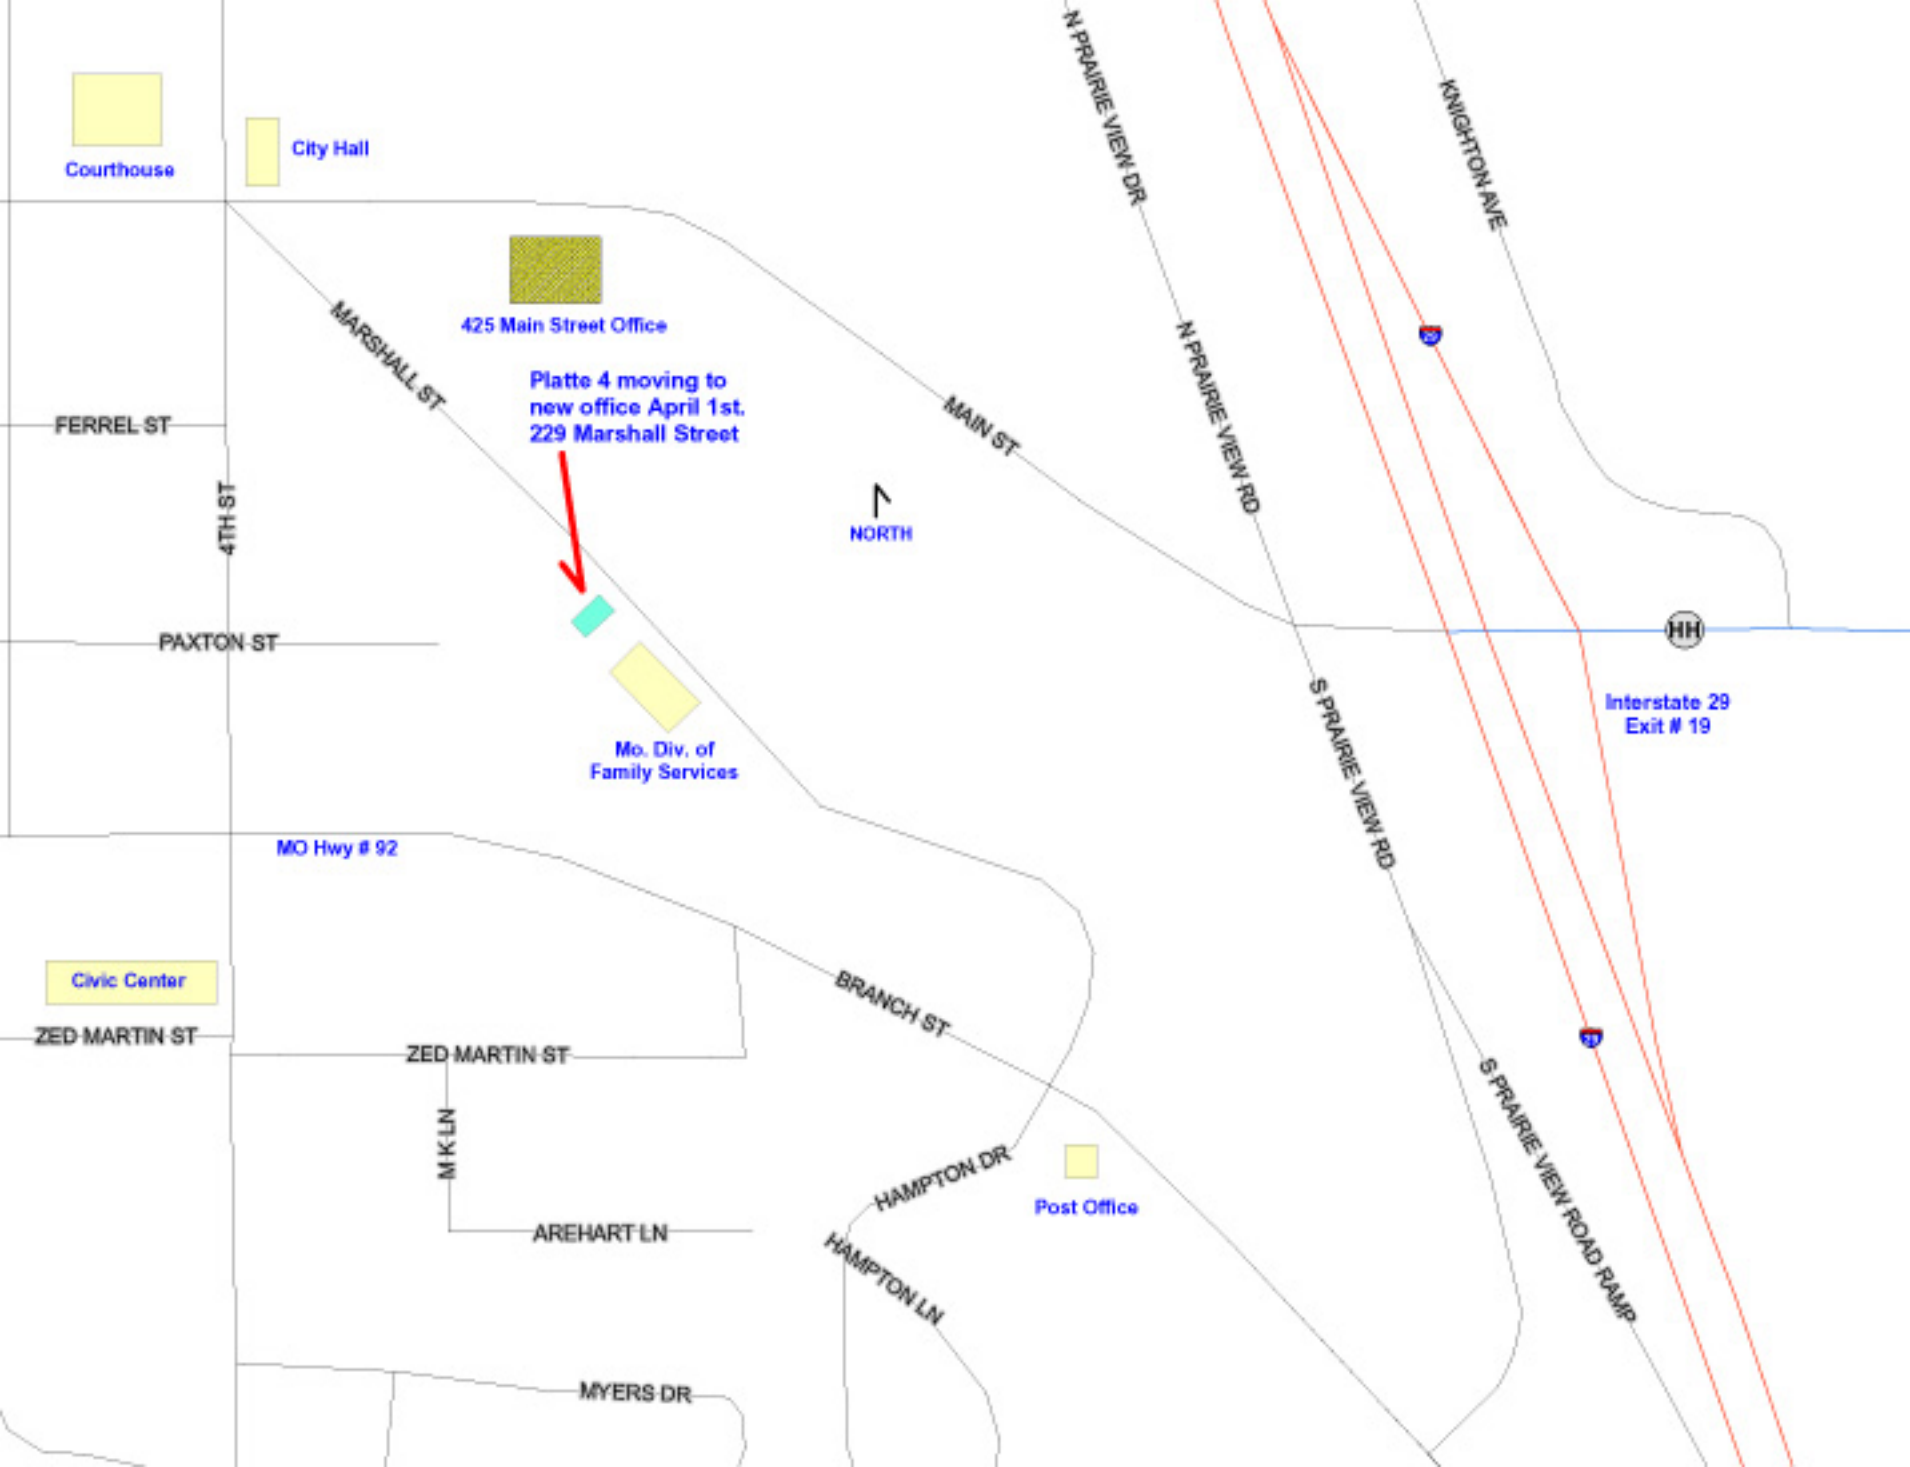 N PRAIRIE VIEW DR
KNIGHTON AVE
Courthouse
City Hall
MARSHALL ST
425 Main Street Office
Platte 4 moving to
new office April 1st.
229 Marshall Street
MAIN ST
N PRAIRIE VIEW RD
29
FERREL ST
4TH ST
NORTH
PAXTON ST
HH
Interstate 29
Exit # 19
S PRAIRIE VIEW RD
Mo. Div. of
Family Services
MO Hwy # 92
Civic Center
BRANCH ST
ZED MARTIN ST
ZED MARTIN ST
29
M K LN
S PRAIRIE VIEW ROAD RAMP
HAMPTON DR
Post Office
AREHART LN
HAMPTON LN
MYERS DR